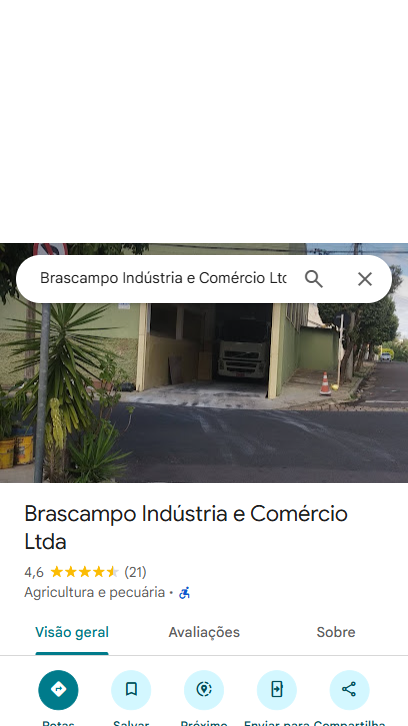 Brascampo Indústria e Comércio Ltd
Brascampo Indústria e Comércio
Ltda
4,6 (21)
Agricultura e pecuária ·
Visão geral Avaliações Sobre
Rotas Salvar Próximo Enviar para Compartilha